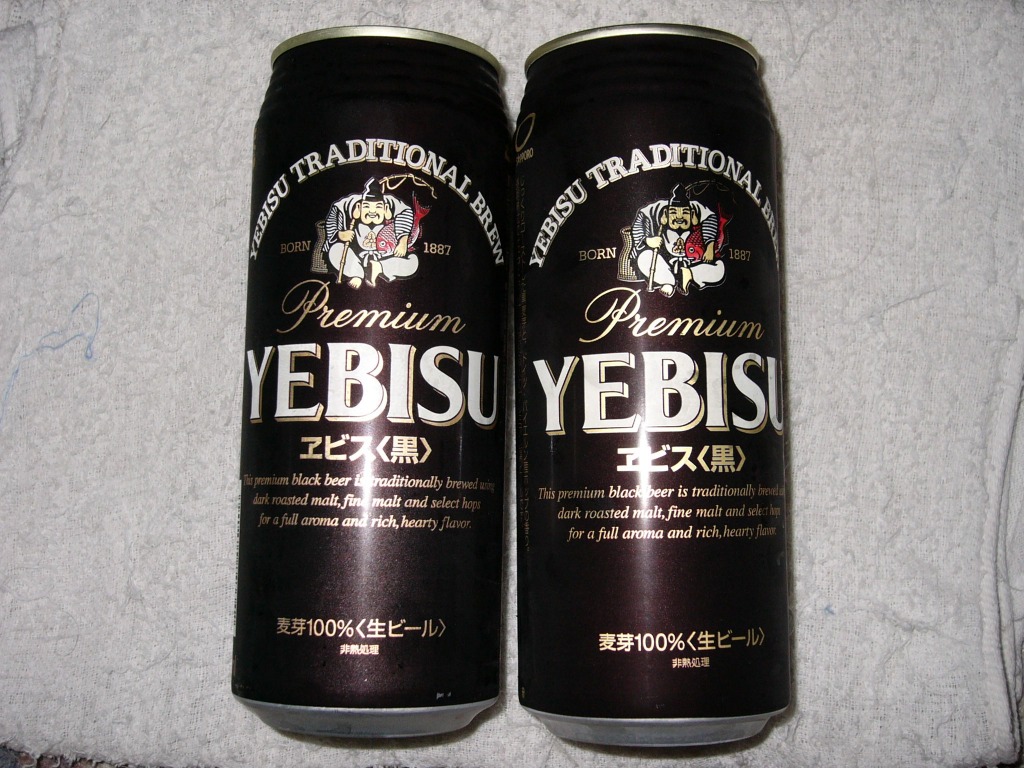 YEBISU TRADITIONAL BREW
BORN 1887
Premium
YEBISU
ヱビス〈黒〉
This premium black beer is traditionally brewed using
dark roasted malt, fine malt and select hops
for a full aroma and rich, hearty flavor.
麦芽100%〈生ビール〉
非熱処理
SAPPORO
YEBISU TRADITIONAL BREW
BORN 1887
Premium
YEBISU
ヱビス〈黒〉
This premium black beer is traditionally brewed
dark roasted malt, fine malt and select hops
for a full aroma and rich, hearty flavor.
麦芽100%〈生ビール〉
非熱処理